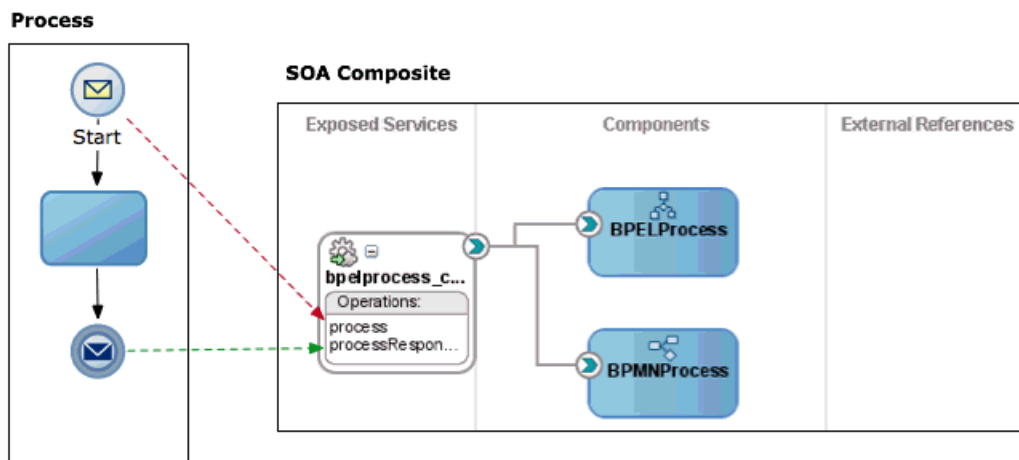 Process
Start
SOA Composite
Exposed Services
Components
External References
bpelprocess_c...
Operations:
process
processRespon...
BPELProcess
BPMNProcess